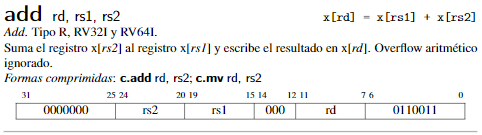 add rd, rs1, rs2 x[rd] = x[rs1] + x[rs2]
Add. Tipo R, RV32I y RV64I.
Suma el registro x[rs2] al registro x[rs1] y escribe el resultado en x[rd]. Overflow aritmético
ignorado.
Formas comprimidas: c.add rd, rs2; c.mv rd, rs2
31 25 24 20 19 15 14 12 11 7 6 0
0000000 rs2 rs1 000 rd 0110011